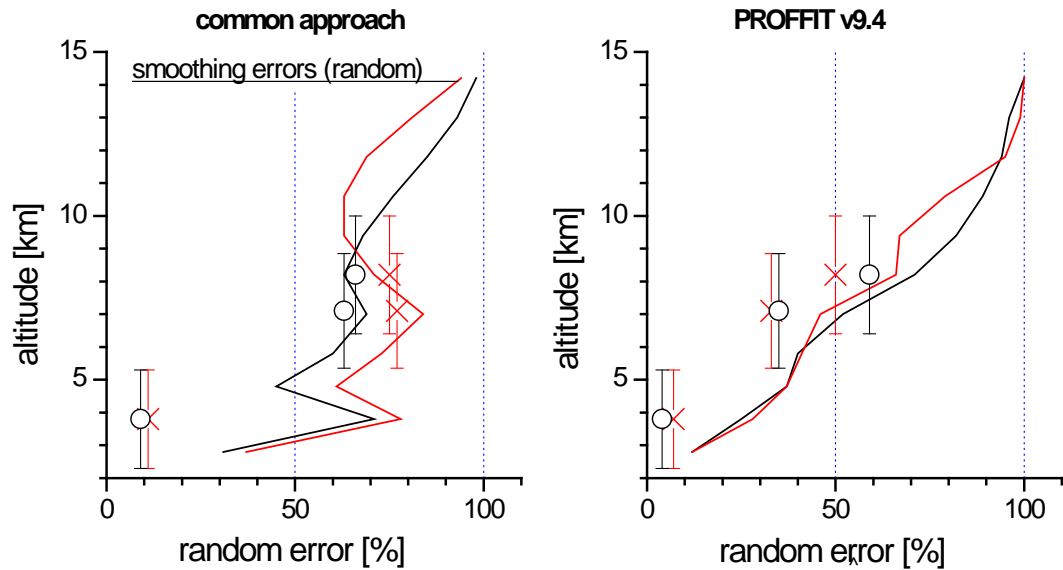 common approach
PROFFIT v9.4
smoothing errors (random)
15
10
5
altitude [km]
0
50
100
random error [%]
15
10
5
altitude [km]
0
50
100
random error [%]